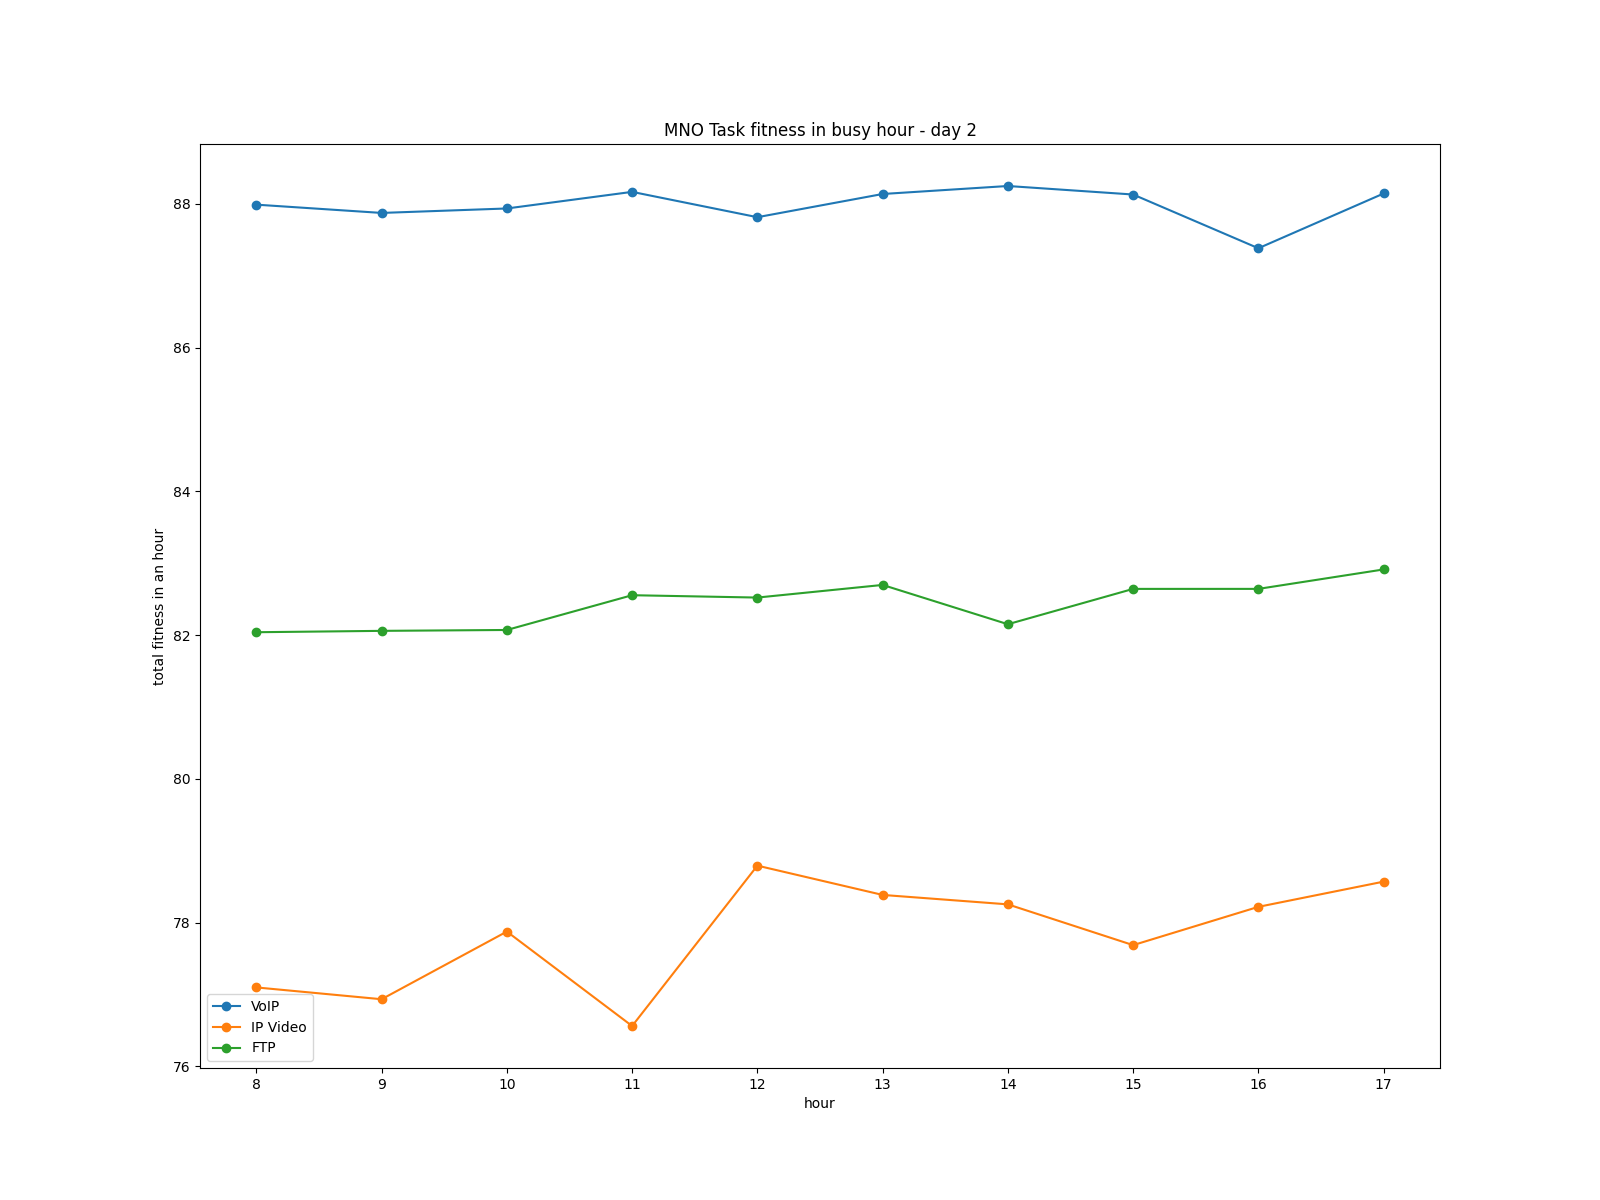 MNO Task fitness in busy hour - day 2
total fitness in an hour
88
86
84
82
80
78
76
VoIP
IP Video
FTP
8 9 10 11 12 13 14 15 16 17
hour